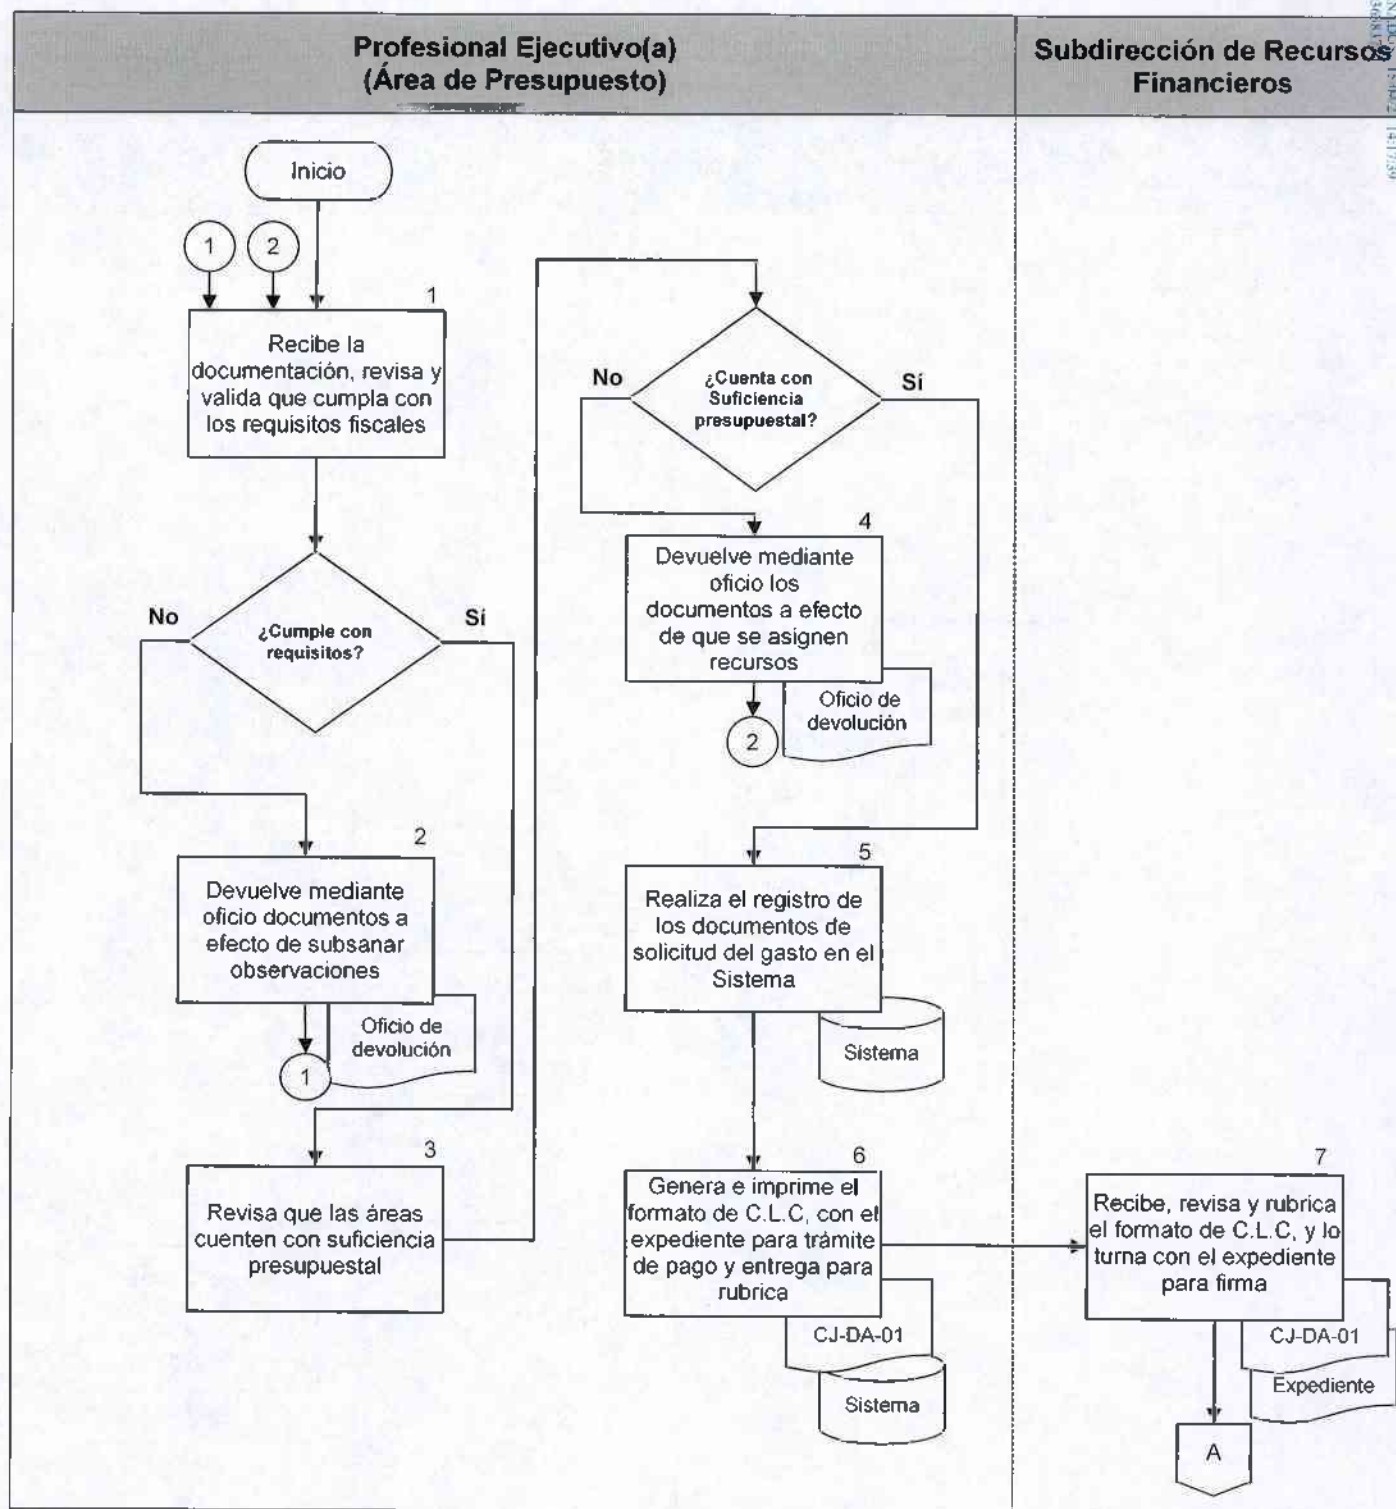 Profesional Ejecutivo(a)
(Área de Presupuesto)
Subdirección de Recursos
Financieros
Inicio
1
2
1
Recibe la
documentación, revisa y
valida que cumpla con
los requisitos fiscales
No
¿Cumple con
requisitos?
Sí
2
Devuelve mediante
oficio documentos a
efecto de subsanar
observaciones
Oficio de
devolución
1
3
Revisa que las áreas
cuenten con suficiencia
presupuestal
No
¿Cuenta con
Suficiencia
presupuestal?
Sí
4
Devuelve mediante
oficio los
documentos a efecto
de que se asignen
recursos
Oficio de
devolución
2
5
Realiza el registro de
los documentos de
solicitud del gasto en el
Sistema
Sistema
6
Genera e imprime el
formato de C.L.C, con el
expediente para trámite
de pago y entrega para
rubrica
CJ-DA-01
Sistema
7
Recibe, revisa y rubrica
el formato de C.L.C, y lo
turna con el expediente
para firma
CJ-DA-01
Expediente
A
14:17:39